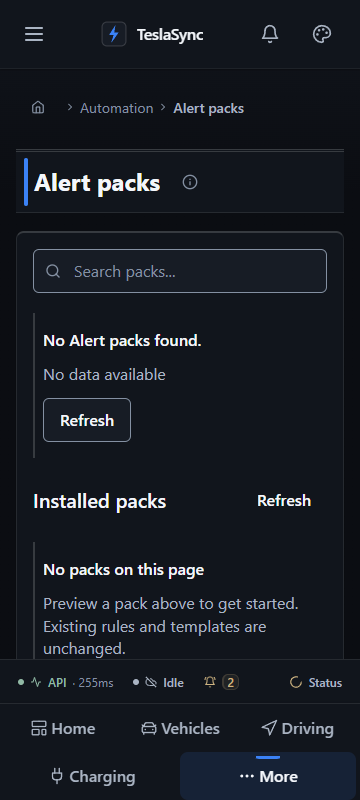 TeslaSync
Automation
Alert packs
Alert packs
Search packs...
No Alert packs found.
No data available
Refresh
Installed packs
Refresh
No packs on this page
Preview a pack above to get started.
Existing rules and templates are
unchanged.
API · 255ms
Idle
2
Status
Home
Vehicles
Driving
Charging
More